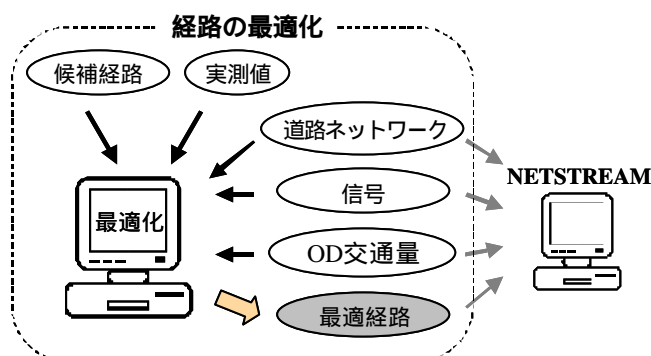 経路の最適化
候補経路
実測値
道路ネットワーク
信号
OD交通量
最適経路
最適化
NETSTREAM